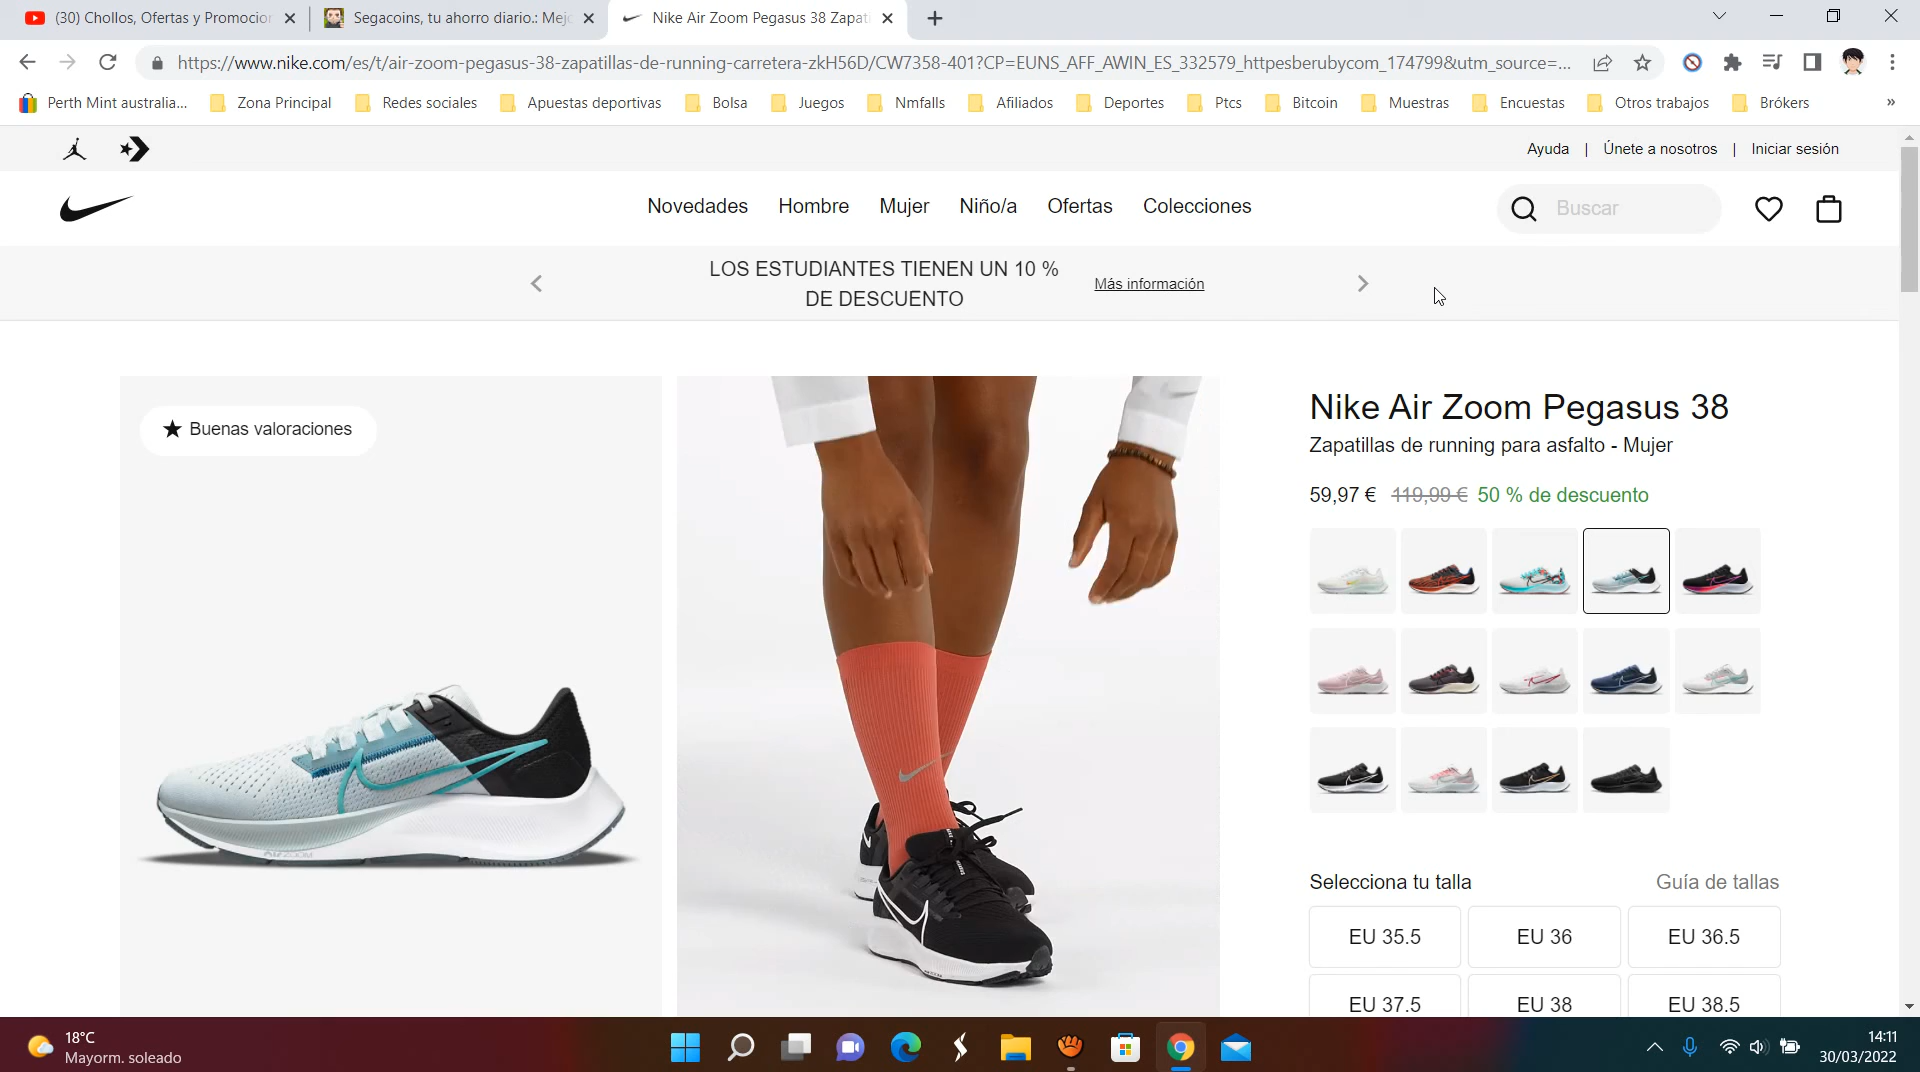 (30) Chollos, Ofertas y Promocion
Segacoins, tu ahorro diario.: Mejo
Nike Air Zoom Pegasus 38 Zapati
https://www.nike.com/es/t/air-zoom-pegasus-38-zapatillas-de-running-carretera-zkH56D/CW7358-401?CP=EUNS_AFF_AWIN_ES_332579_httpesberubycom_174799&utm_source=...
Perth Mint australia... Zona Principal Redes sociales Apuestas deportivas Bolsa Juegos Nmfalls Afiliados Deportes Ptcs Bitcoin Muestras Encuestas Otros trabajos Brókers »
Ayuda | Únete a nosotros | Iniciar sesión
Novedades Hombre Mujer Niño/a Ofertas Colecciones
Buscar
LOS ESTUDIANTES TIENEN UN 10 %
DE DESCUENTO
Más información
★ Buenas valoraciones
Nike Air Zoom Pegasus 38
Zapatillas de running para asfalto - Mujer
59,97 € 119,99 € 50 % de descuento
Selecciona tu talla Guía de tallas
EU 35.5 EU 36 EU 36.5
EU 37.5 EU 38 EU 38.5
18°C
Mayorm. soleado
14:11
30/03/2022